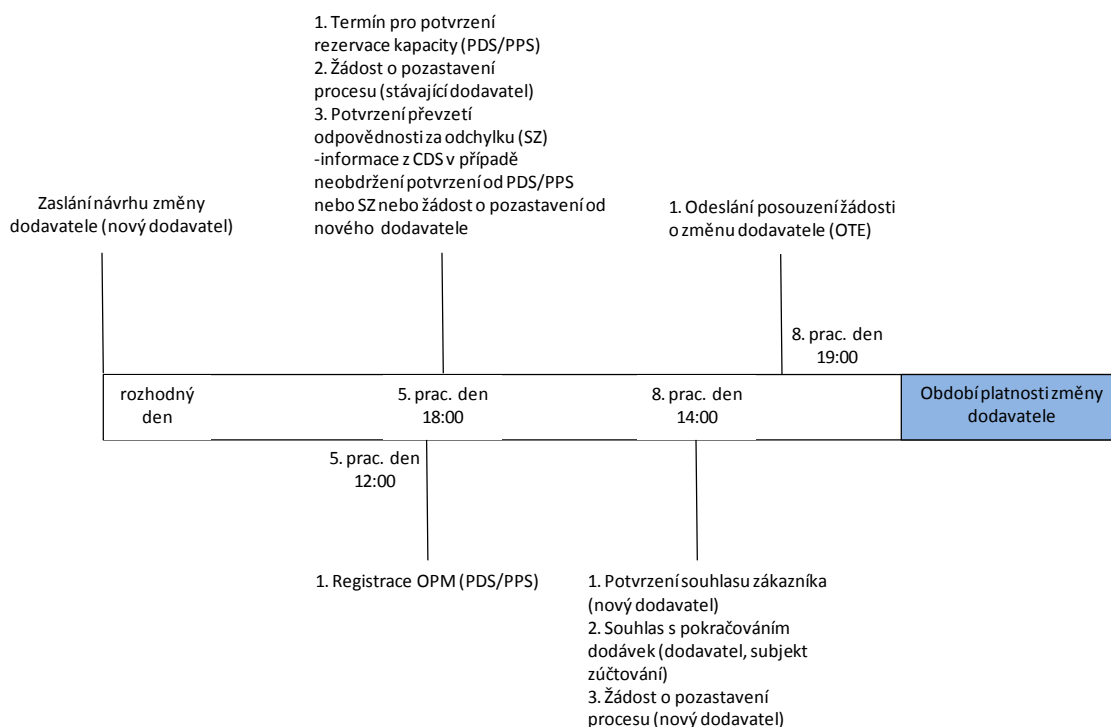 1. Termín pro potvrzení
rezervace kapacity (PDS/PPS)
2. Žádost o pozastavení
procesu (stávající dodavatel)
3. Potvrzení převzetí
odpovědnosti za odchylku (SZ)
-informace z CDS v případě
neobdržení potvrzení od PDS/PPS
nebo SZ nebo žádost o pozastavení od
nového dodavatele
Zaslání návrhu změny
dodavatele (nový dodavatel)
1. Odeslání posouzení žádosti
o změnu dodavatele (OTE)
8. prac. den
19:00
rozhodný
den
5. prac. den
18:00
8. prac. den
14:00
Období platnosti změny
dodavatele
5. prac. den
12:00
1. Registrace OPM (PDS/PPS)
1. Potvrzení souhlasu zákazníka
(nový dodavatel)
2. Souhlas s pokračováním
dodávek (dodavatel, subjekt
zúčtování)
3. Žádost o pozastavení
procesu (nový dodavatel)